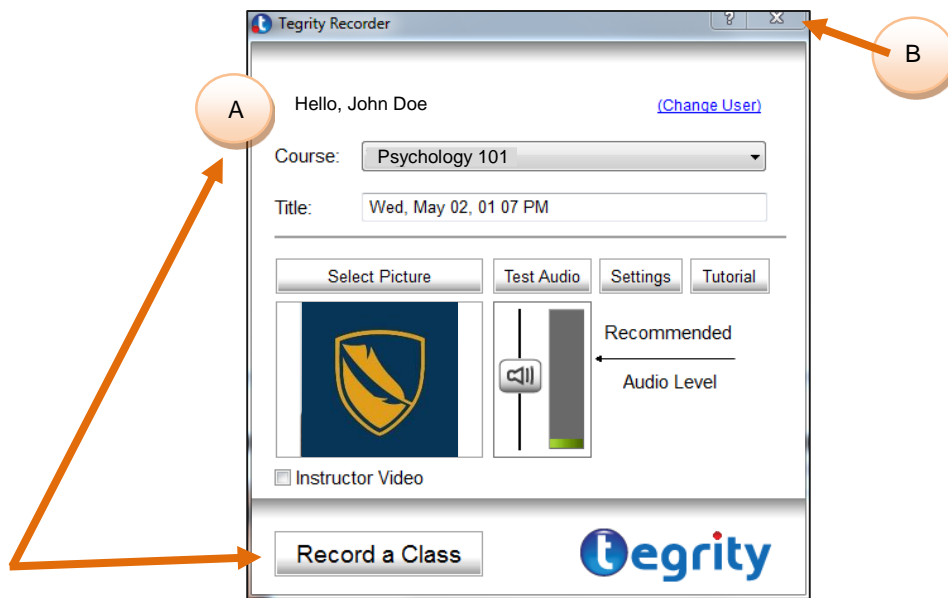 Tegrity Recorder ? X
B
A
Hello, John Doe (Change User)
Course: Psychology 101
Title: Wed, May 02, 01 07 PM
Select Picture Test Audio Settings Tutorial
Recommended
Audio Level
Instructor Video
Record a Class tegrity